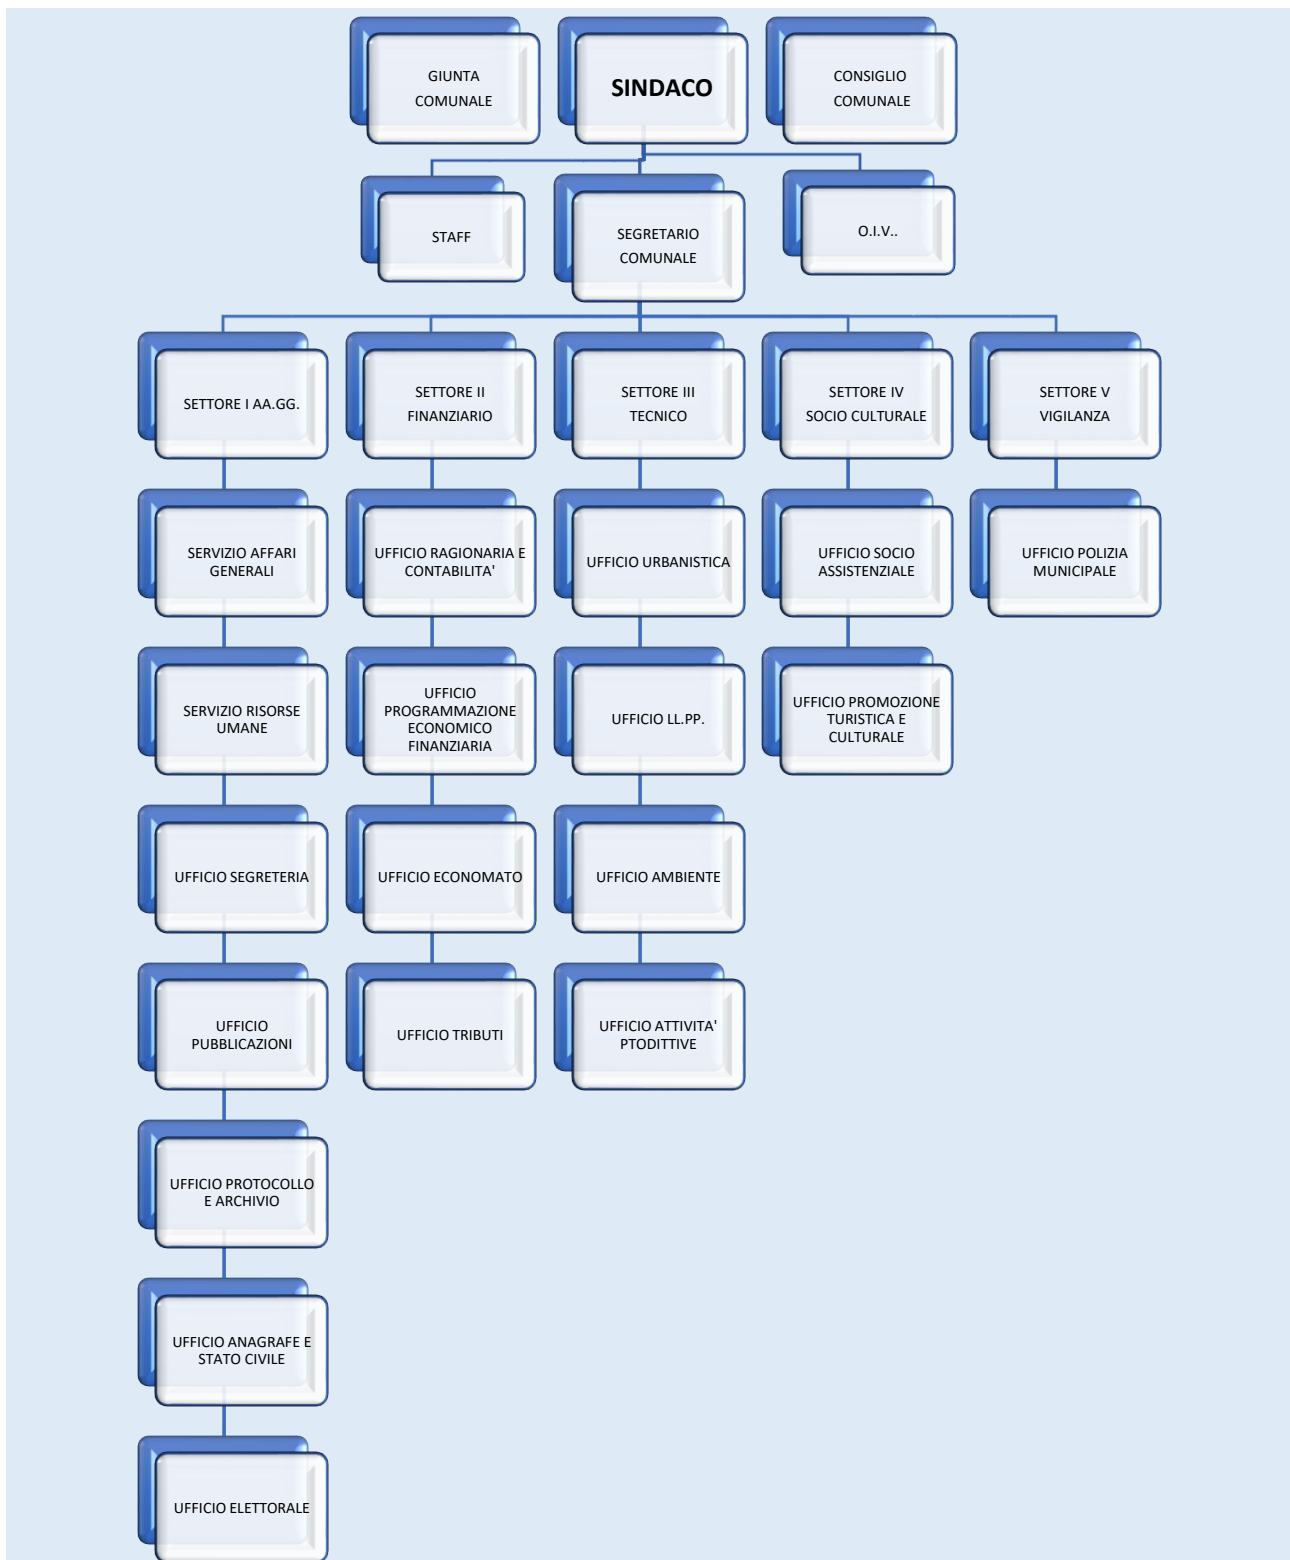 GIUNTA
COMUNALE
SINDACO
CONSIGLIO
COMUNALE
STAFF
SEGRETARIO
COMUNALE
O.I.V..
SETTORE I AA.GG.
SETTORE II
FINANZIARIO
SETTORE III
TECNICO
SETTORE IV
SOCIO CULTURALE
SETTORE V
VIGILANZA
SERVIZIO AFFARI
GENERALI
UFFICIO RAGIONARIA E
CONTABILITA'
UFFICIO URBANISTICA
UFFICIO SOCIO
ASSISTENZIALE
UFFICIO POLIZIA
MUNICIPALE
SERVIZIO RISORSE
UMANE
UFFICIO
PROGRAMMAZIONE
ECONOMICO
FINANZIARIA
UFFICIO LL.PP.
UFFICIO PROMOZIONE
TURISTICA E
CULTURALE
UFFICIO SEGRETERIA
UFFICIO ECONOMATO
UFFICIO AMBIENTE
UFFICIO
PUBBLICAZIONI
UFFICIO TRIBUTI
UFFICIO ATTIVITA'
PTODITTIVE
UFFICIO PROTOCOLLO
E ARCHIVIO
UFFICIO ANAGRAFE E
STATO CIVILE
UFFICIO ELETTORALE